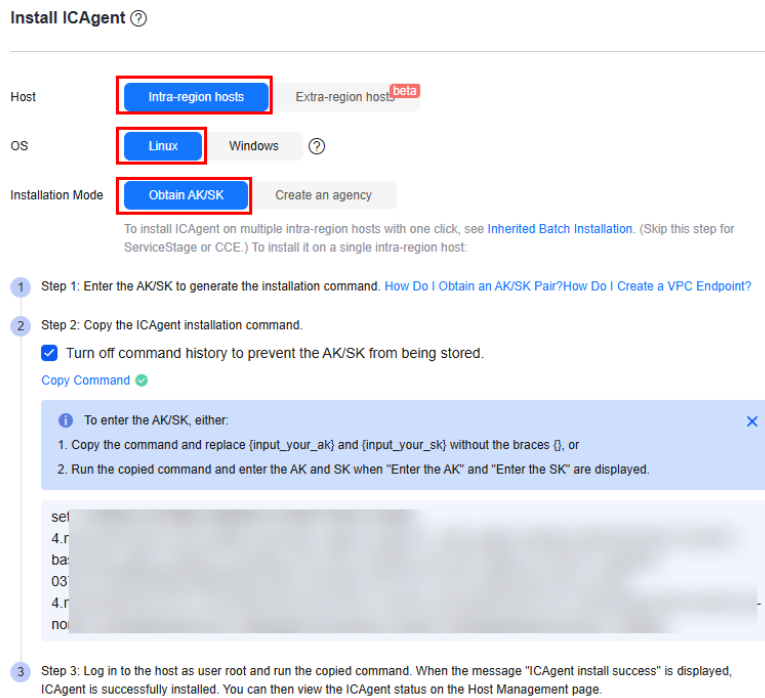 Install ICAgent ?
Host Intra-region hosts Extra-region hosts beta
OS Linux Windows ?
Installation Mode Obtain AK/SK Create an agency
To install ICAgent on multiple intra-region hosts with one click, see Inherited Batch Installation. (Skip this step for
ServiceStage or CCE.) To install it on a single intra-region host:
1 Step 1: Enter the AK/SK to generate the installation command. How Do I Obtain an AK/SK Pair?How Do I Create a VPC Endpoint?
2 Step 2: Copy the ICAgent installation command.
Turn off command history to prevent the AK/SK from being stored.
Copy Command
To enter the AK/SK, either:
1. Copy the command and replace {input_your_ak} and {input_your_sk} without the braces {}, or
2. Run the copied command and enter the AK and SK when "Enter the AK" and "Enter the SK" are displayed.
set
3 Step 3: Log in to the host as user root and run the copied command. When the message "ICAgent install success" is displayed,
ICAgent is successfully installed. You can then view the ICAgent status on the Host Management page.